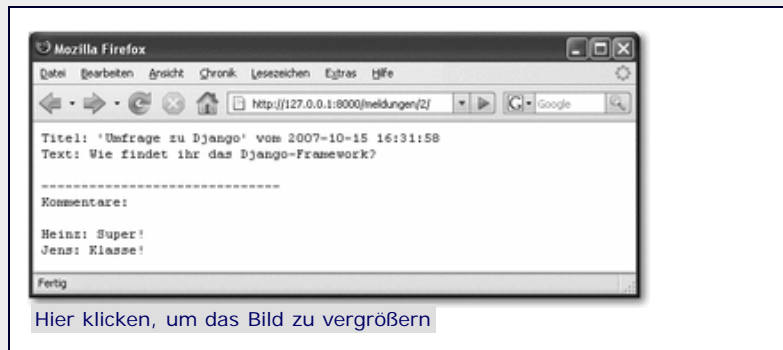 Mozilla Firefox
Datei Bearbeiten Ansicht Chronik Lesezeichen Extras Hilfe
http://127.0.0.1:8000/meldungen/2/ G Google
Titel: 'Umfrage zu Django' vom 2007-10-15 16:31:58
Text: Wie findet ihr das Django-Framework?
------------------------------
Kommentare:
Heinz: Super!
Jens: Klasse!
Fertig
Hier klicken, um das Bild zu vergrößern